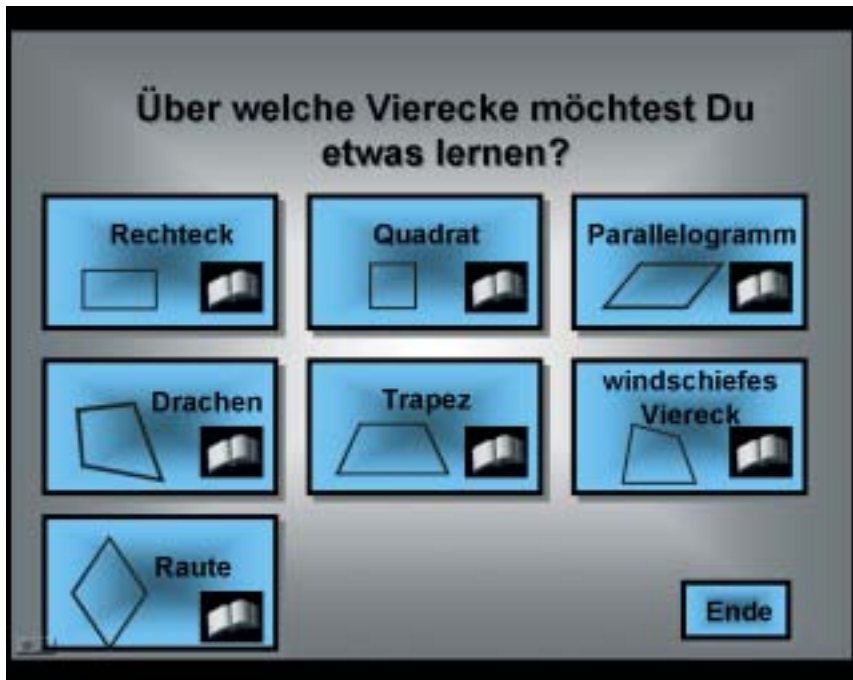 Über welche Vierecke möchtest Du
etwas lernen?
Rechteck
Quadrat
Parallelogramm
Drachen
Trapez
windschiefes
Viereck
Raute
Ende